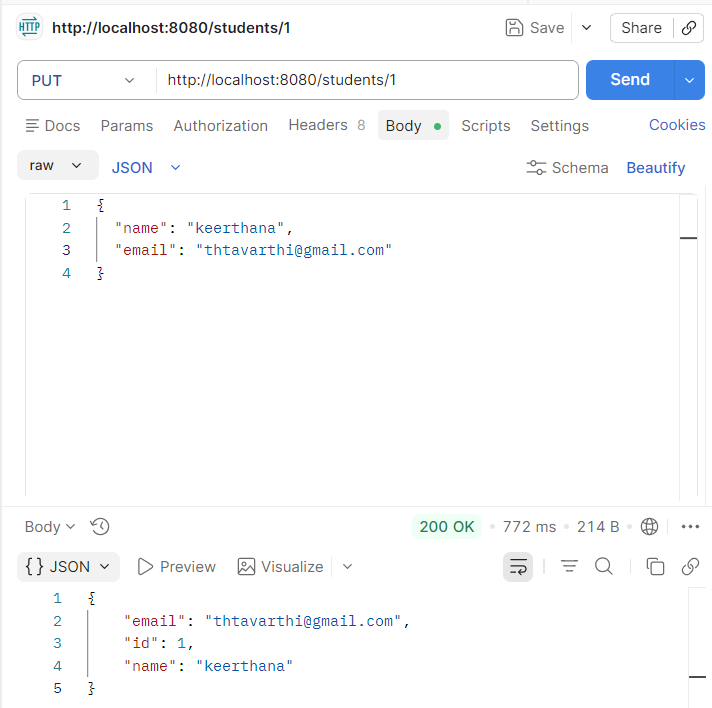 HTTP http://localhost:8080/students/1 Save Share
PUT http://localhost:8080/students/1 Send
Docs Params Authorization Headers 8 Body Scripts Settings Cookies
raw JSON Schema Beautify
1 {
2 "name": "keerthana",
3 "email": "thtavarthi@gmail.com"
4 }
Body 200 OK 772 ms 214 B
{} JSON Preview Visualize
1 {
2 "email": "thtavarthi@gmail.com",
3 "id": 1,
4 "name": "keerthana"
5 }